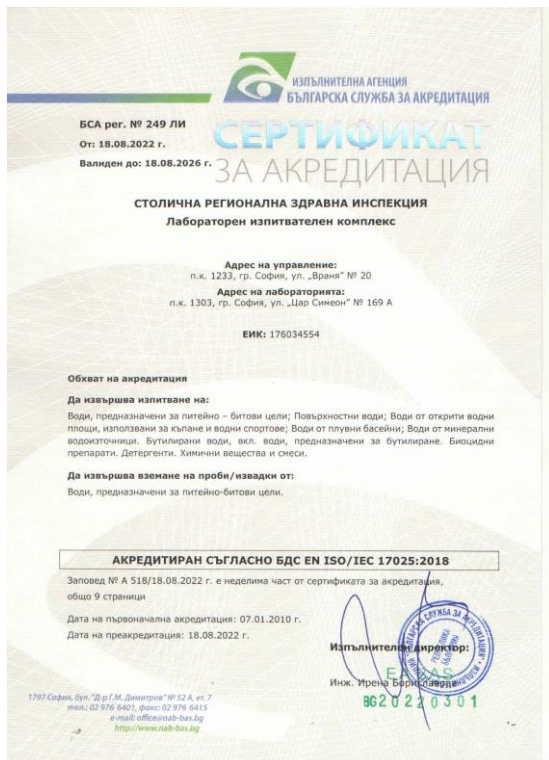 ИЗПЪЛНИТЕЛНА АГЕНЦИЯ
БЪЛГАРСКА СЛУЖБА ЗА АКРЕДИТАЦИЯ
БСА рег. № 249 ЛИ
От: 18.08.2022 г.
Валиден до: 18.08.2026 г.
СЕРТИФИКАТ
ЗА АКРЕДИТАЦИЯ
СТОЛИЧНА РЕГИОНАЛНА ЗДРАВНА ИНСПЕКЦИЯ
Лабораторен изпитвателен комплекс
Адрес на управление:
п.к. 1233, гр. София, ул. „Враня” № 20
Адрес на лабораторията:
п.к. 1303, гр. София, ул. „Цар Симеон” № 169 А
ЕИК: 176034554
Обхват на акредитация
Да извършва изпитване на:
Води, предназначени за питейно – битови цели; Повърхностни води; Води от открити водни
площи, използвани за къпане и водни спортове; Води от плувни басейни; Води от минерални
водоизточници. Бутилирани води, вкл. води, предназначени за бутилиране. Биоцидни
препарати. Детергенти. Химични вещества и смеси.
Да извършва вземане на проби/извадки от:
Води, предназначени за питейно-битови цели.
АКРЕДИТИРАН СЪГЛАСНО БДС EN ISO/IEC 17025:2018
Заповед № А 518/18.08.2022 г. е неделима част от сертификата за акредитация,
общо 9 страници
Дата на първоначална акредитация: 07.01.2010 г.
Дата на преакредитация: 18.08.2022 г.
Изпълнителен директор:
РЕПУБЛИКА
БЪЛГАРИЯ
Инж. Ирена Бориславова
BG20220301
1797 София, бул. "Д-р Г.М. Димитров" № 52 А, ет. 7
тел.: 02 976 6401, факс: 02 976 6415
e-mail: office@nab-bas.bg
http://www.nab-bas.bg